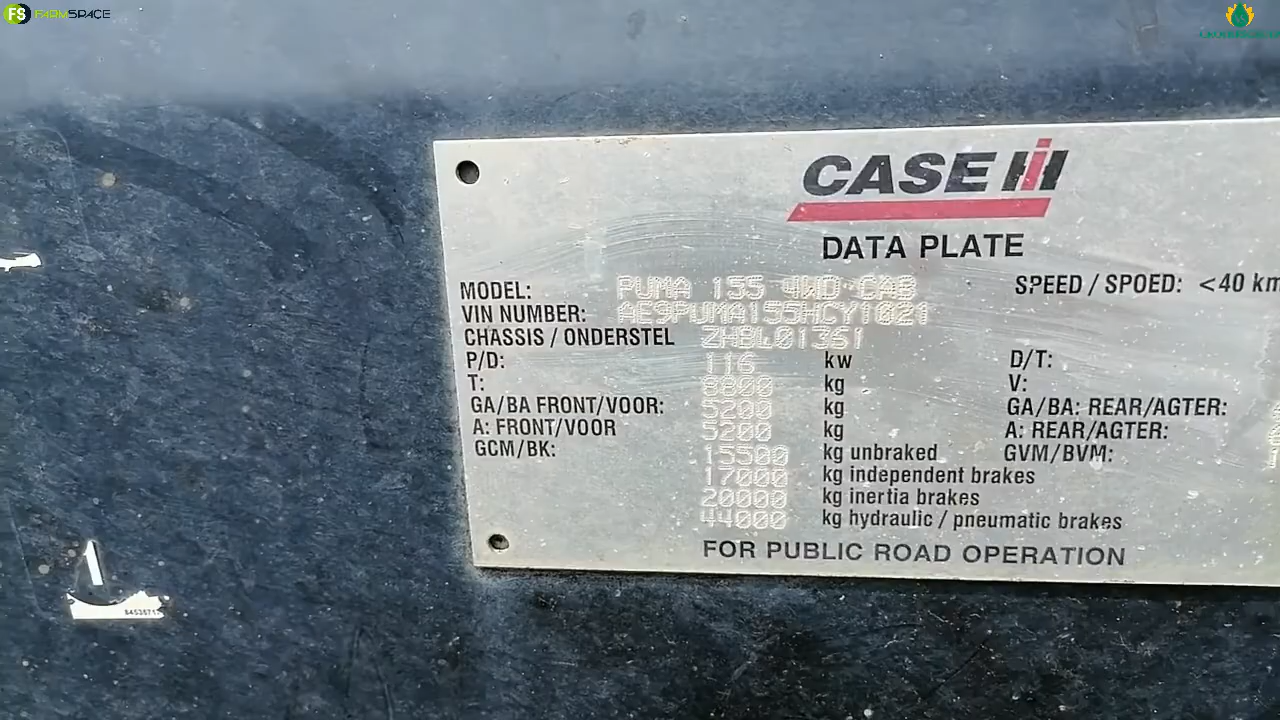 FS FARMSPACE
CASE IH
DATA PLATE
MODEL: PUMA 155 4WD CAB SPEED / SPOED: <40 km
VIN NUMBER: AE9PUMA155HCY1021
CHASSIS / ONDERSTEL ZHBL01361
P/D: 116 kw D/T:
T: 8800 kg V:
GA/BA FRONT/VOOR: 5200 kg GA/BA: REAR/AGTER:
A: FRONT/VOOR 5200 kg A: REAR/AGTER:
GCM/BK: 15500 kg unbraked GVM/BVM:
17000 kg independent brakes
20000 kg inertia brakes
44000 kg hydraulic / pneumatic brakes
FOR PUBLIC ROAD OPERATION